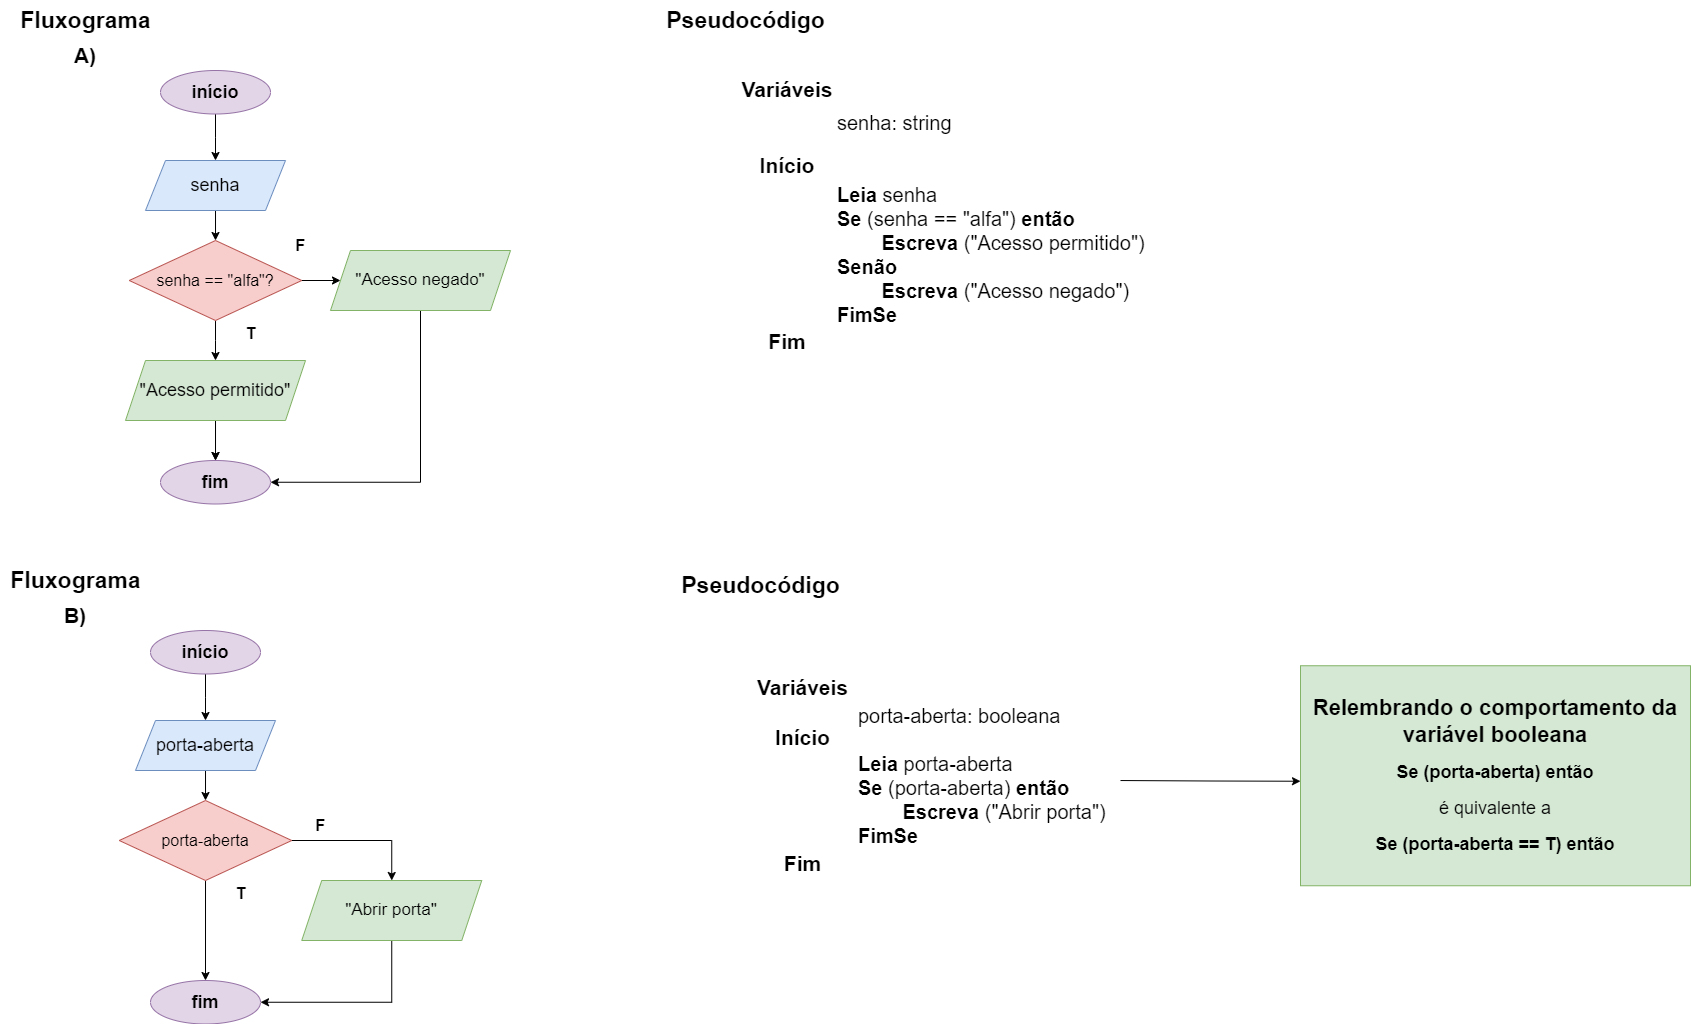 Fluxograma
A)
início
senha
senha == "alfa"?
F
"Acesso negado"
T
"Acesso permitido"
fim
Pseudocódigo
Variáveis
senha: string
Início
Leia senha
Se (senha == "alfa") então
Escreva ("Acesso permitido")
Senão
Escreva ("Acesso negado")
FimSe
Fim
Fluxograma
B)
início
porta-aberta
porta-aberta
F
T
"Abrir porta"
fim
Pseudocódigo
Variáveis
porta-aberta: booleana
Início
Leia porta-aberta
Se (porta-aberta) então
Escreva ("Abrir porta")
FimSe
Fim
Relembrando o comportamento da
variável booleana
Se (porta-aberta) então
é quivalente a
Se (porta-aberta == T) então